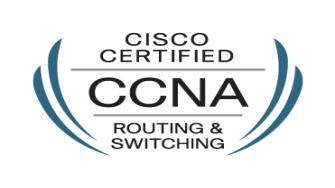 CISCO
CERTIFIED
CCNA
ROUTING &
SWITCHING